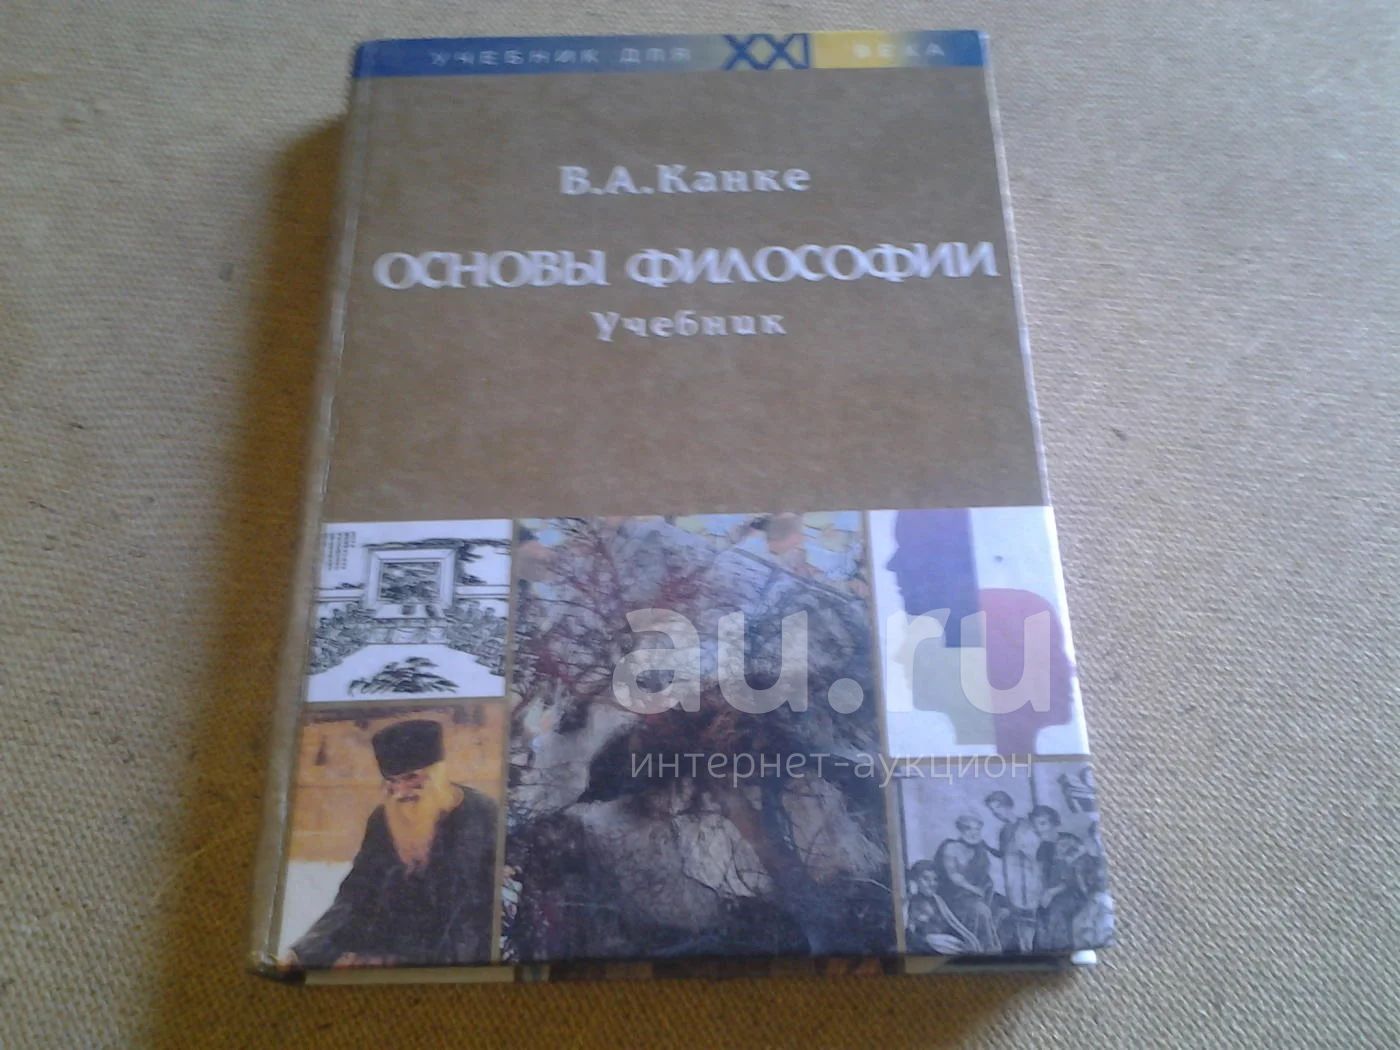 УЧЕБНИК ДЛЯ XXI ВЕКА
В.А.Канке
ОСНОВЫ ФИЛОСОФИИ
Учебник
au.ru
интернет-аукцион